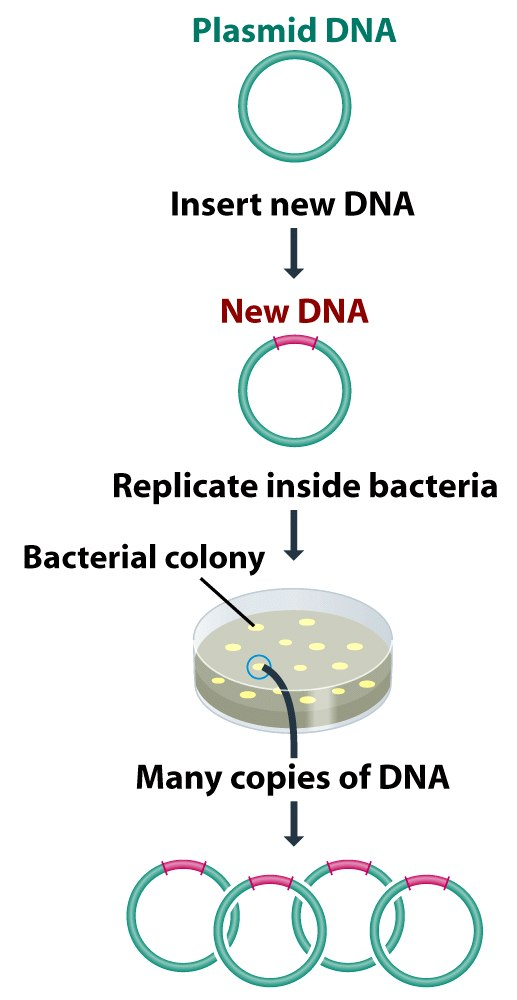 Plasmid DNA
Insert new DNA
New DNA
Replicate inside bacteria
Bacterial colony
Many copies of DNA